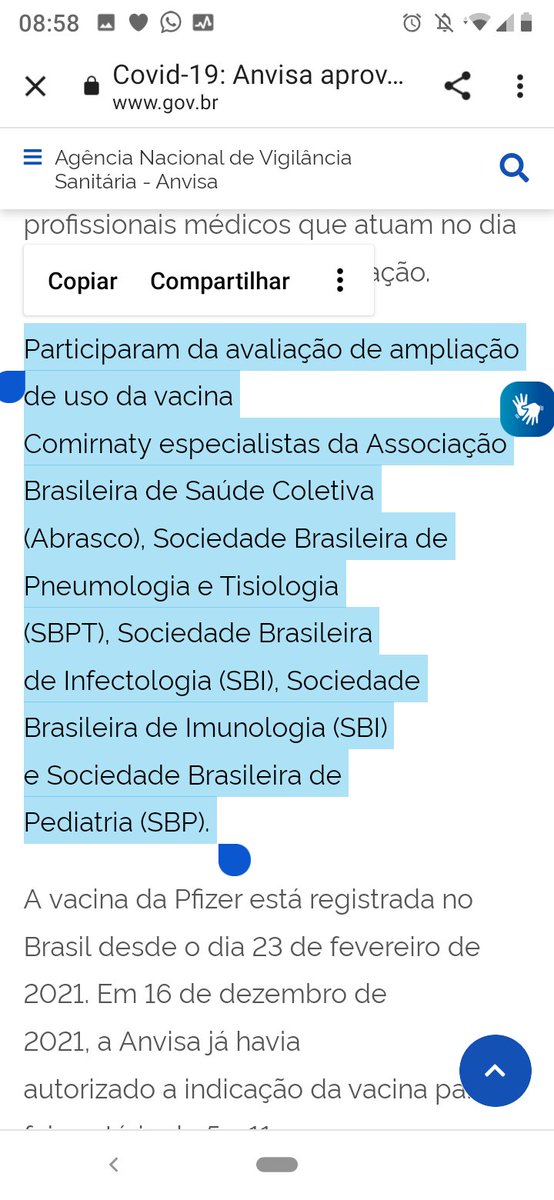 08:58
Covid-19: Anvisa aprov...
www.gov.br
Agência Nacional de Vigilância
Sanitária - Anvisa
profissionais médicos que atuam no dia
ação.
Copiar Compartilhar
Participaram da avaliação de ampliação
de uso da vacina
Comirnaty especialistas da Associação
Brasileira de Saúde Coletiva
(Abrasco), Sociedade Brasileira de
Pneumologia e Tisiologia
(SBPT), Sociedade Brasileira
de Infectologia (SBI), Sociedade
Brasileira de Imunologia (SBI)
e Sociedade Brasileira de
Pediatria (SBP).
A vacina da Pfizer está registrada no
Brasil desde o dia 23 de fevereiro de
2021. Em 16 de dezembro de
2021, a Anvisa já havia
autorizado a indicação da vacina pa